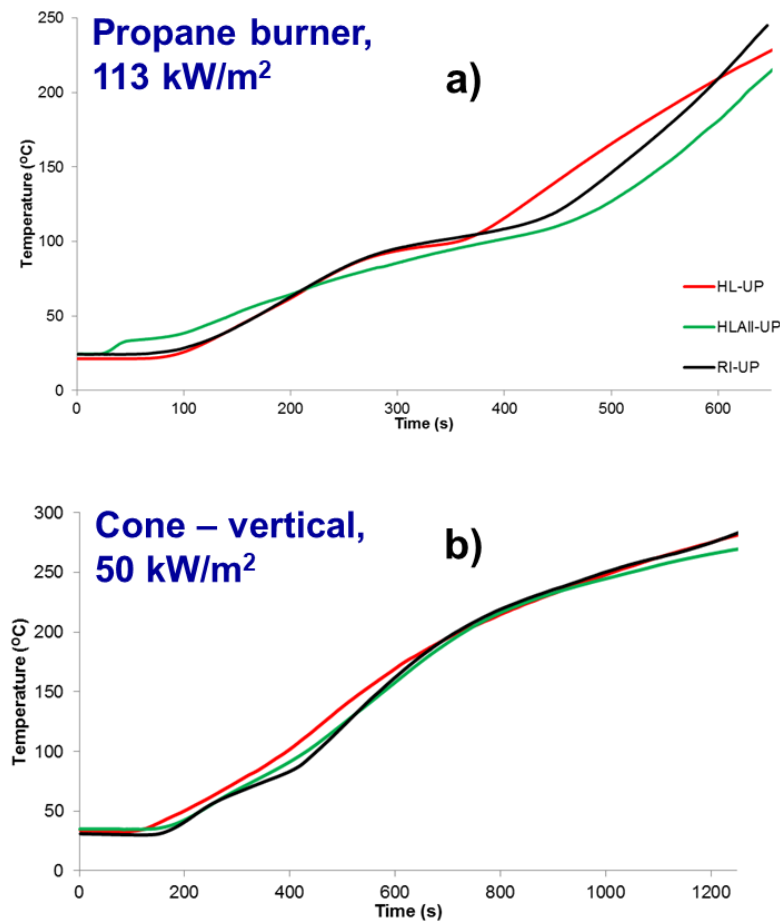 Propane burner,
113 kW/m²
a)
250
200
150
100
50
0
Temperature (°C)
0 100 200 300 400 500 600
Time (s)
HL-UP
HLAll-UP
RI-UP
Cone – vertical,
50 kW/m²
b)
300
250
200
150
100
50
0
Temperature (°C)
0 200 400 600 800 1000 1200
Time (s)